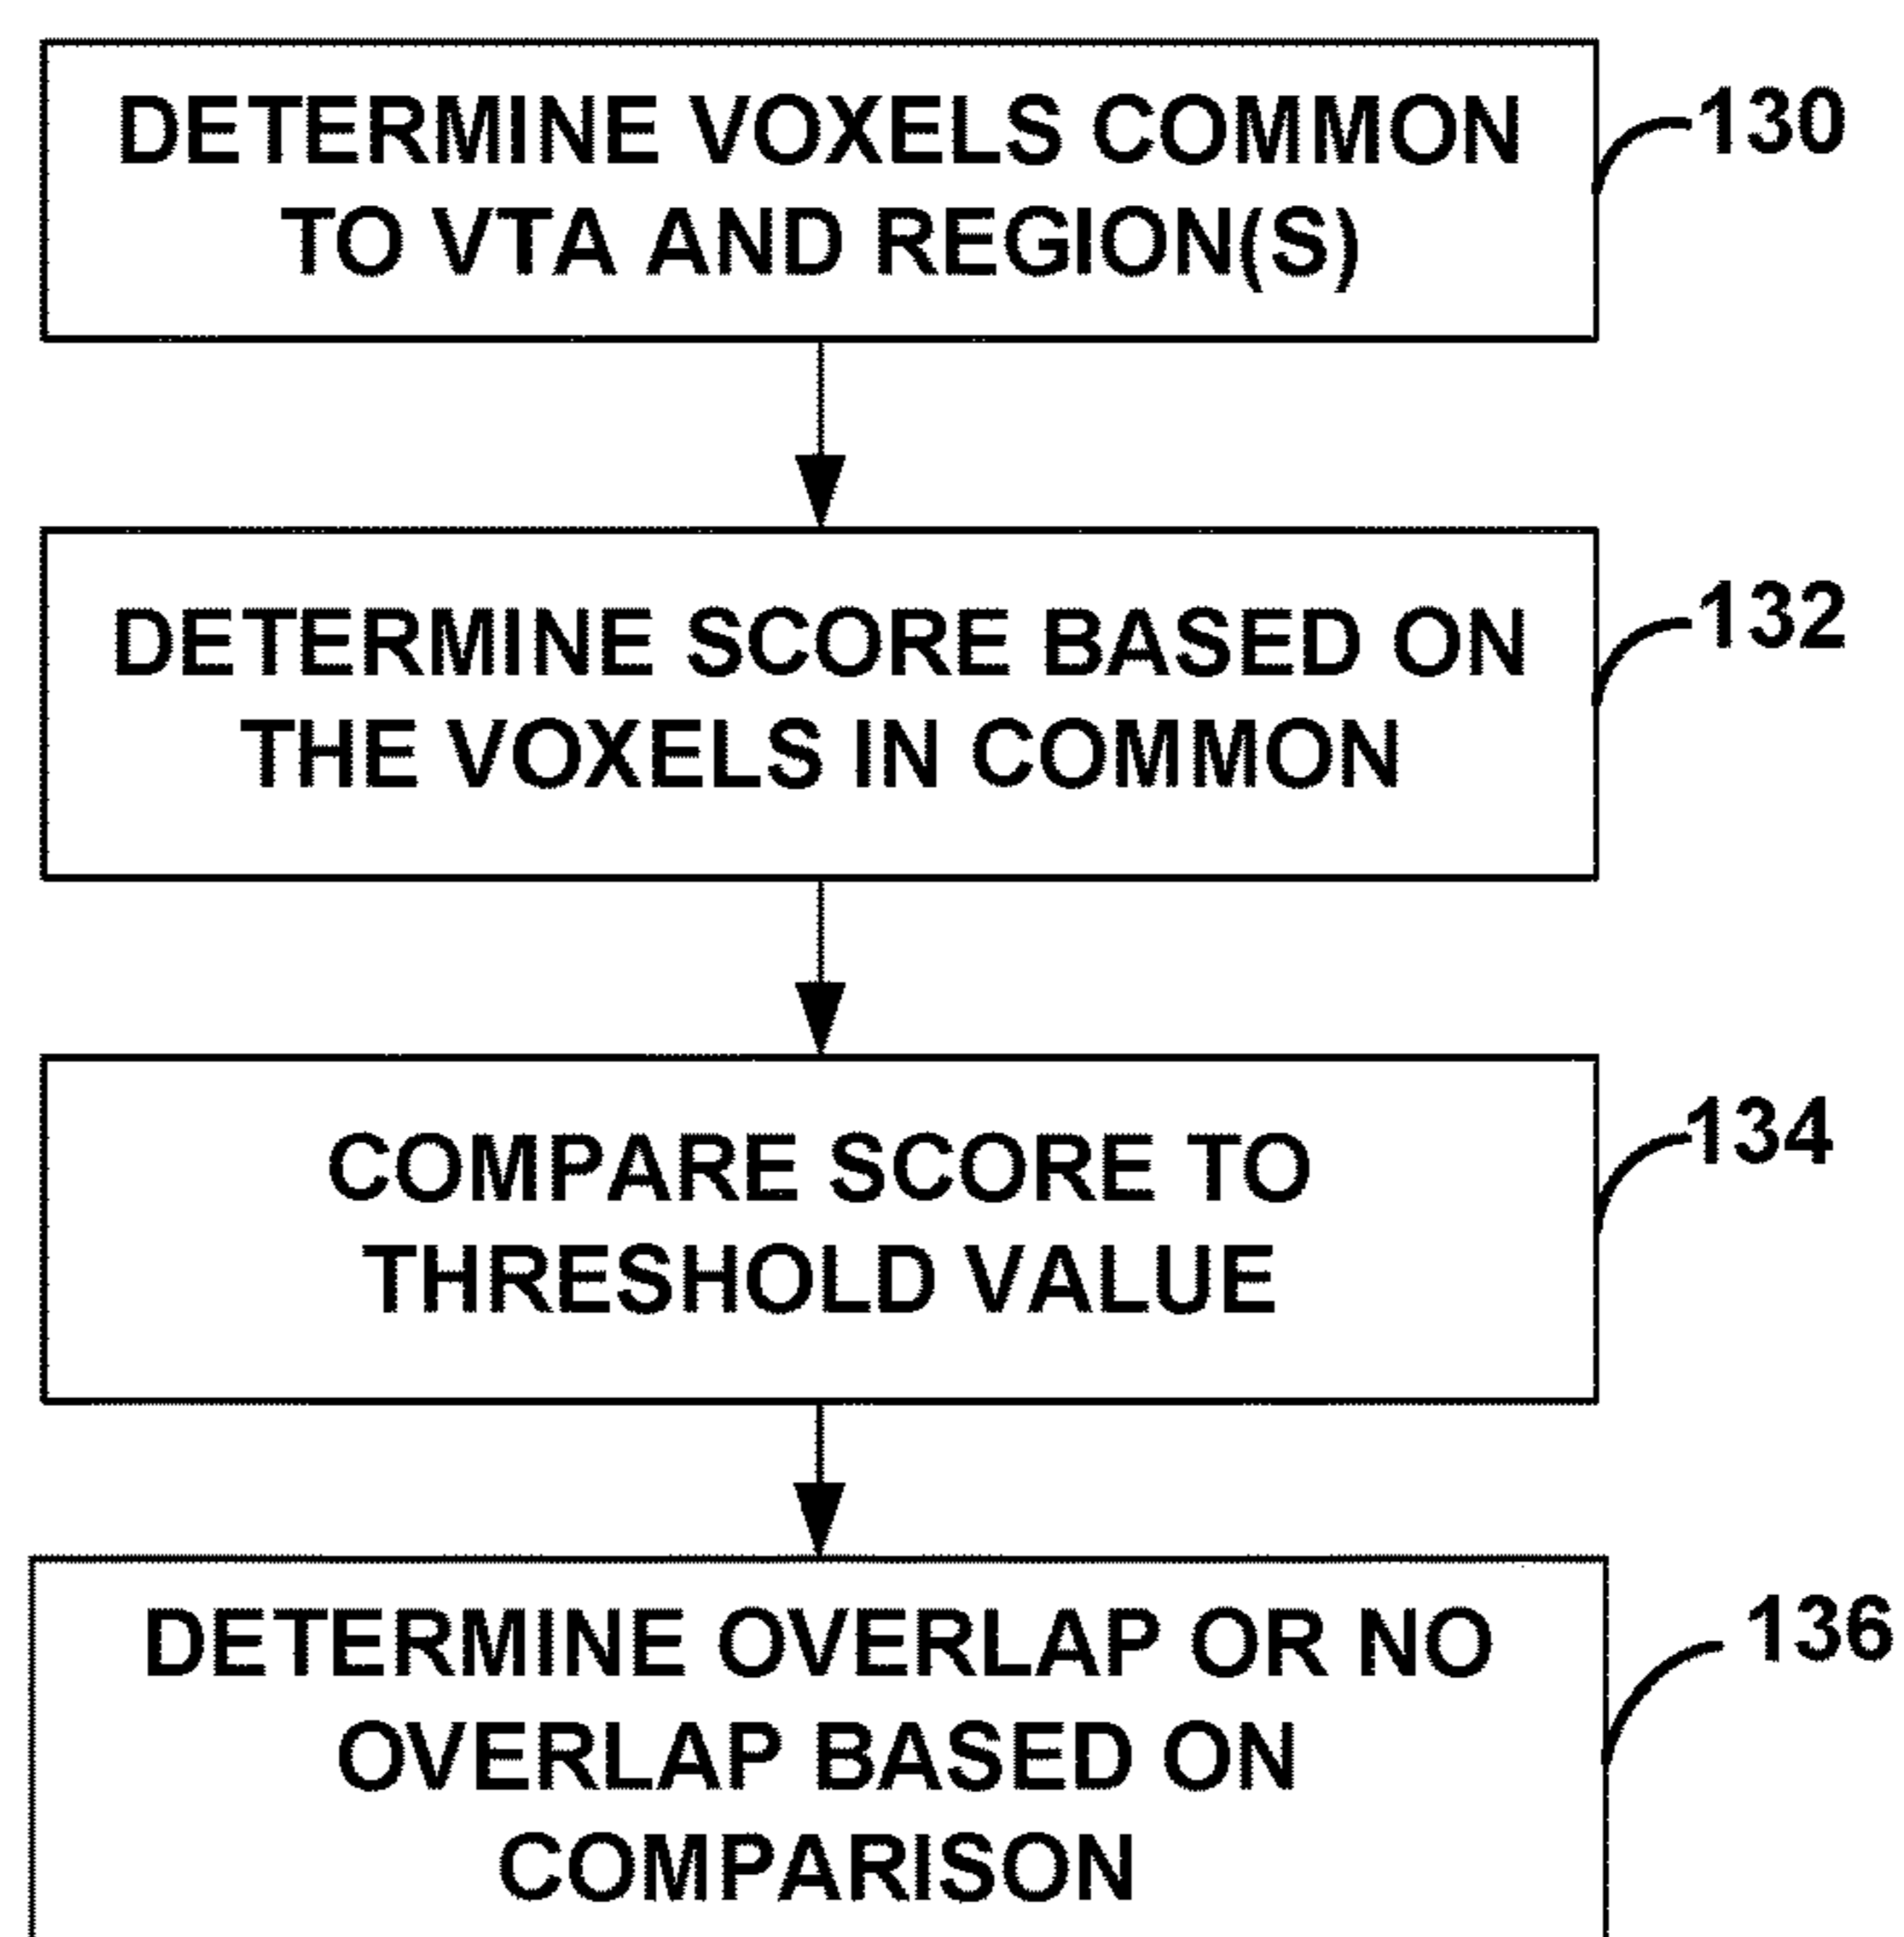 DETERMINE VOXELS COMMON
TO VTA AND REGION(S)
130
DETERMINE SCORE BASED ON
THE VOXELS IN COMMON
132
COMPARE SCORE TO
THRESHOLD VALUE
134
DETERMINE OVERLAP OR NO
OVERLAP BASED ON
COMPARISON
136